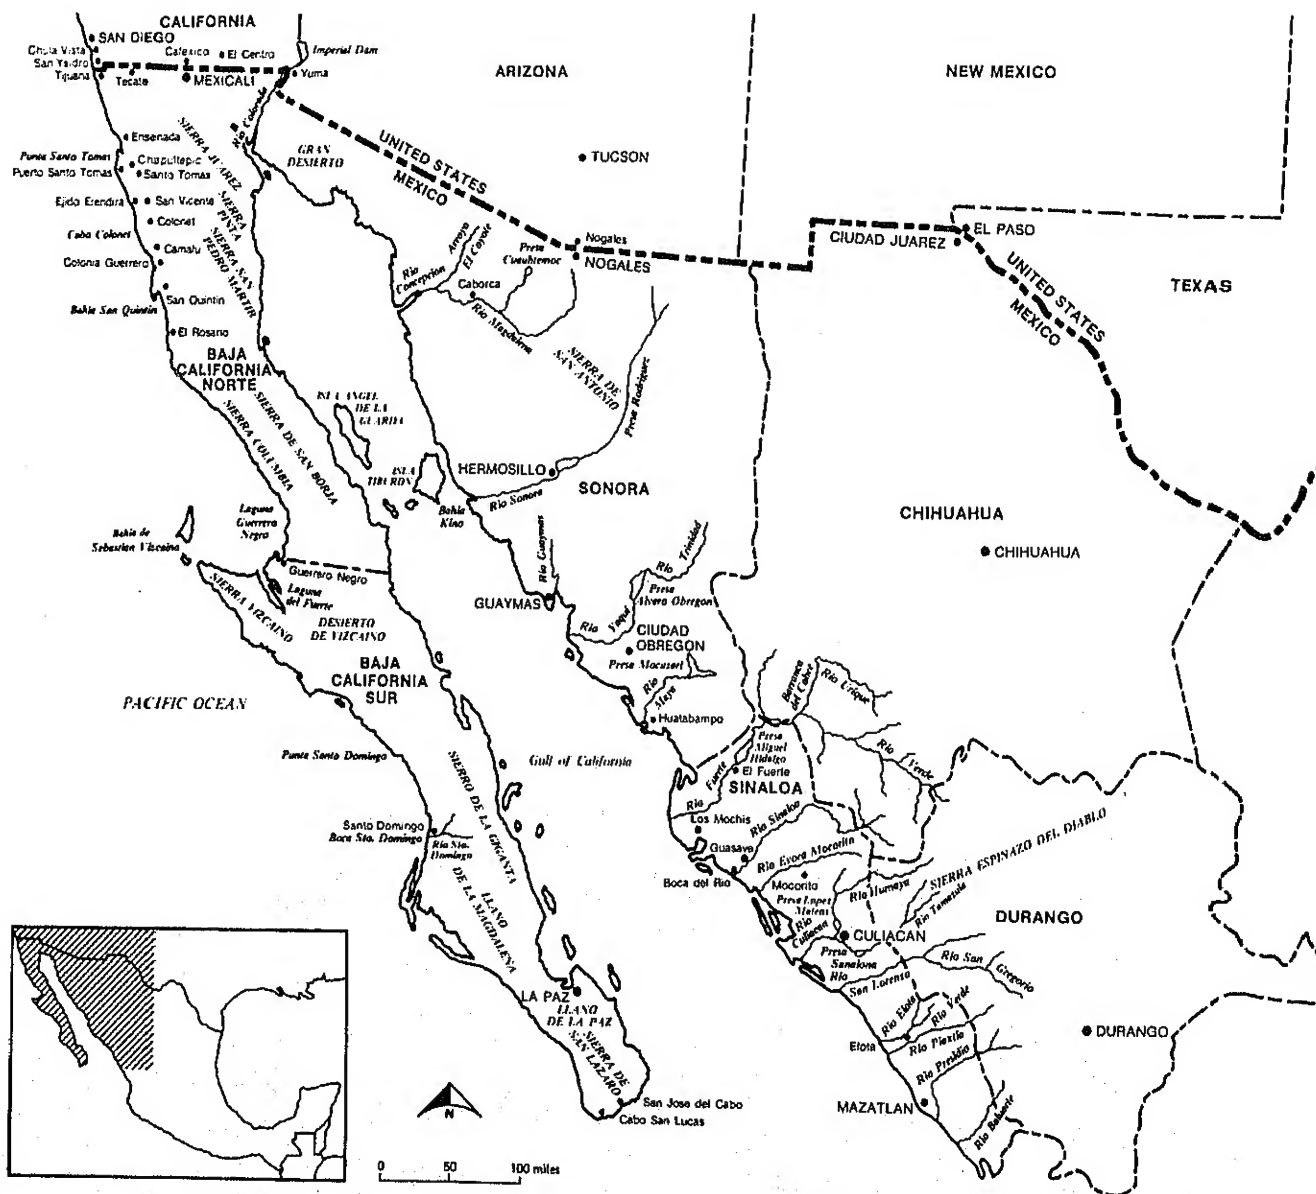 CALIFORNIA
SAN DIEGO
Chula Vista
San Ysidro
Tijuana
Tecate
Calexico
El Centro
MEXICALI
Imperial Dam
Yuma
ARIZONA
NEW MEXICO
Rio Colorado
Ensenada
SIERRA JUAREZ
GRAN
DESIERTO
UNITED STATES
MEXICO
TUCSON
Punta Santo Tomas
Puerto Santo Tomas
Chapultepic
Santo Tomas
Ejido Erendira
San Vicente
SIERRA
PINTA
Colonet
Cabo Colonet
Camalu
Colonia Guerrero
SIERRA SAN
PEDRO MARTIR
San Quintin
Bahia San Quintin
El Rosario
Rio
Concepcion
Arroyo
El Coyote
Caborca
Presa
Cuauhtemoc
Nogales
NOGALES
Rio Magdalena
CIUDAD JUAREZ
EL PASO
UNITED STATES
MEXICO
TEXAS
BAJA
CALIFORNIA
NORTE
SIERRA DE
SAN ANTONIO
Presa Rodriguez
SIERRA COLUMBIA
SIERRA DE SAN BORJA
ISLA ANGEL
DE LA
GUARDA
ISLA
TIBURON
HERMOSILLO
SONORA
Rio Sonora
Bahia
Kino
Laguna
Guerrero
Negro
Bahia de
Sebastian Vizcaino
Guerrero Negro
Laguna
del Fuerte
SIERRA VIZCAINO
DESIERTO
DE VIZCAINO
BAJA
CALIFORNIA
SUR
Rio Guaymas
GUAYMAS
Rio
Trinidad
Presa
Alvero Obregon
Rio
Yaqui
CIUDAD
OBREGON
Presa Mocuzari
Rio
Mayo
Huatabampo
CHIHUAHUA
CHIHUAHUA
Barranca
del Cobre
Rio Urique
Rio
Verde
PACIFIC OCEAN
Punta Santo Domingo
Gulf of California
Presa
Miguel
Hidalgo
El Fuerte
Rio
Fuerte
SINALOA
Los Mochis
Rio Sinaloa
Guasave
Boca del Rio
Rio Evora Mocorito
Mocorito
Santo Domingo
Boca Sto. Domingo
Rio Sto.
Domingo
SIERRO DE LA GIGANTA
LLANO
DE LA MAGDALENA
Presa Lopez
Mateos
Rio Humaya
SIERRA ESPINAZO DEL DIABLO
Rio Tamazula
Rio
Culiacan
CULIACAN
DURANGO
Presa
Sanalona
Rio
San Lorenzo
Rio San
Gregorio
LA PAZ
LLANO
DE LA PAZ
SIERRA DE
SAN LAZARO
Rio Elota
Rio Verde
Elota
Rio Piaxtla
Rio Presidio
DURANGO
MAZATLAN
Rio Baluarte
San Jose del Cabo
Cabo San Lucas
N
0 50 100 miles